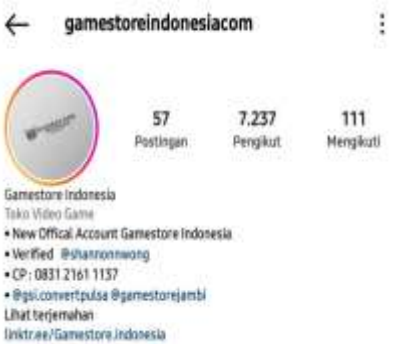 gamestoreindonesiacom
57 7.237 111
Postingan Pengikut Mengikuti
Gamestore Indonesia
Toko Video Game
• New Offical Account Gamestore Indonesia
• Verified @shannonnwong
• CP : 0831 2161 1137
• @gsi.convertpulsa @gamestorejambi
Lihat terjemahan
linktr.ee/Gamestore.Indonesia